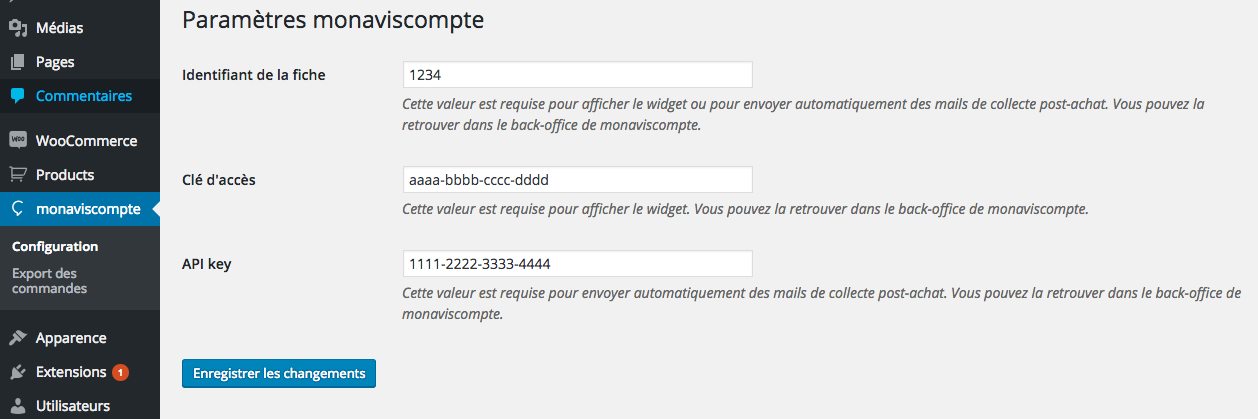 Médias
Pages
Commentaires
WooCommerce
Products
monaviscompte
Configuration
Export des
commandes
Apparence
Extensions 1
Utilisateurs
Paramètres monaviscompte
Identifiant de la fiche
1234
Cette valeur est requise pour afficher le widget ou pour envoyer automatiquement des mails de collecte post-achat. Vous pouvez la
retrouver dans le back-office de monaviscompte.
Clé d'accès
aaaa-bbbb-cccc-dddd
Cette valeur est requise pour afficher le widget. Vous pouvez la retrouver dans le back-office de monaviscompte.
API key
1111-2222-3333-4444
Cette valeur est requise pour envoyer automatiquement des mails de collecte post-achat. Vous pouvez la retrouver dans le back-office de
monaviscompte.
Enregistrer les changements